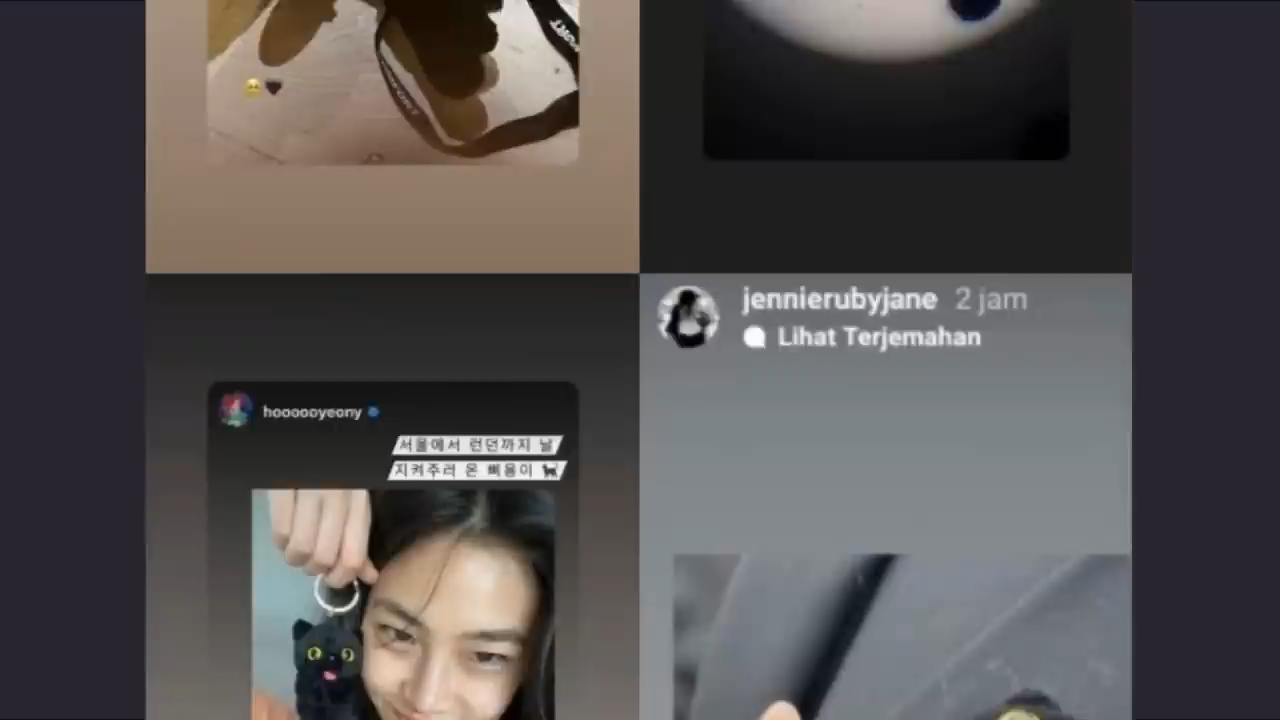 jennierubyjane 2 jam
Lihat Terjemahan
hoooooyeony
서울에서 런던까지 날
지켜주러 온 삐용이